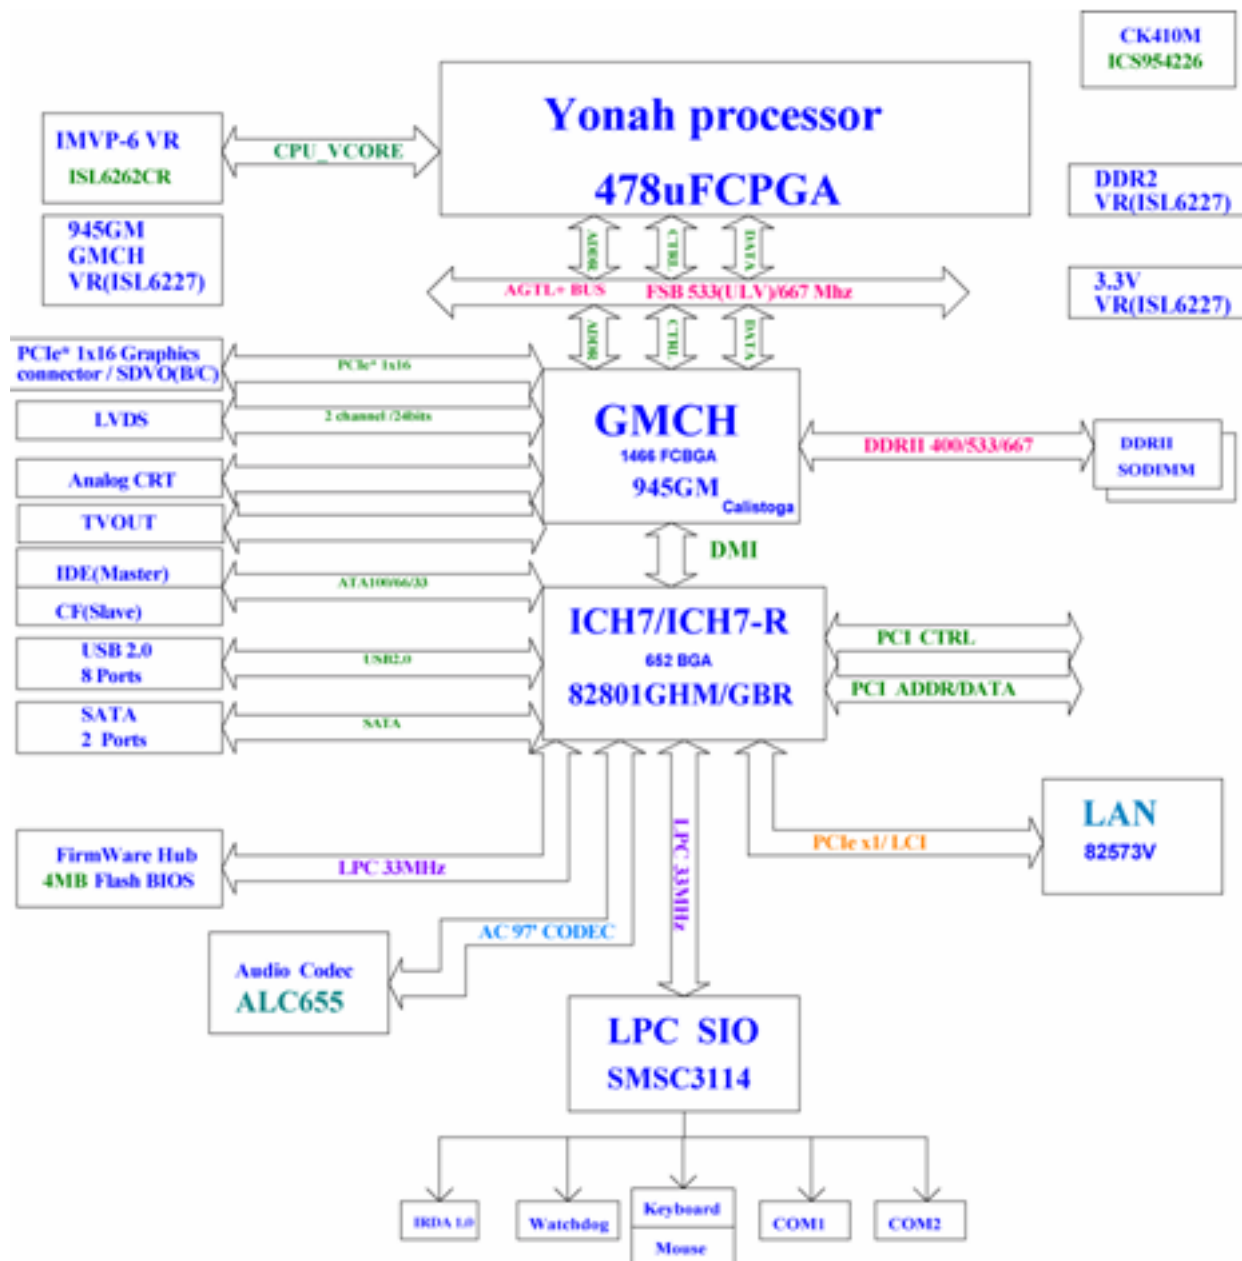 CK410M
ICS954226
Yonah processor
478uFCPGA
IMVP-6 VR
ISL6262CR
CPU_VCORE
DDR2
VR(ISL6227)
945GM
GMCH
VR(ISL6227)
ADDR
CTRL
DATA
AGTL+ BUS
FSB 533(ULV)/667 Mhz
3.3V
VR(ISL6227)
ADDR
CTRL
DATA
PCIe* 1x16 Graphics
connector / SDVO(B/C)
PCIe* 1x16
LVDS
2 channel /24bits
GMCH
1466 FCBGA
945GM
Calistoga
DDRII 400/533/667
DDRII
SODIMM
Analog CRT
TVOUT
DMI
IDE(Master)
CF(Slave)
ATA100/66/33
ICH7/ICH7-R
652 BGA
82801GHM/GBR
PCI CTRL
PCI ADDR/DATA
USB 2.0
8 Ports
USB2.0
SATA
2 Ports
SATA
FirmWare Hub
4MB Flash BIOS
LPC 33MHz
LPC 33MHz
PCIe x1/ LCI
LAN
82573V
AC 97' CODEC
Audio Codec
ALC655
LPC SIO
SMSC3114
IRDA 1.0
Watchdog
Keyboard
Mouse
COM1
COM2